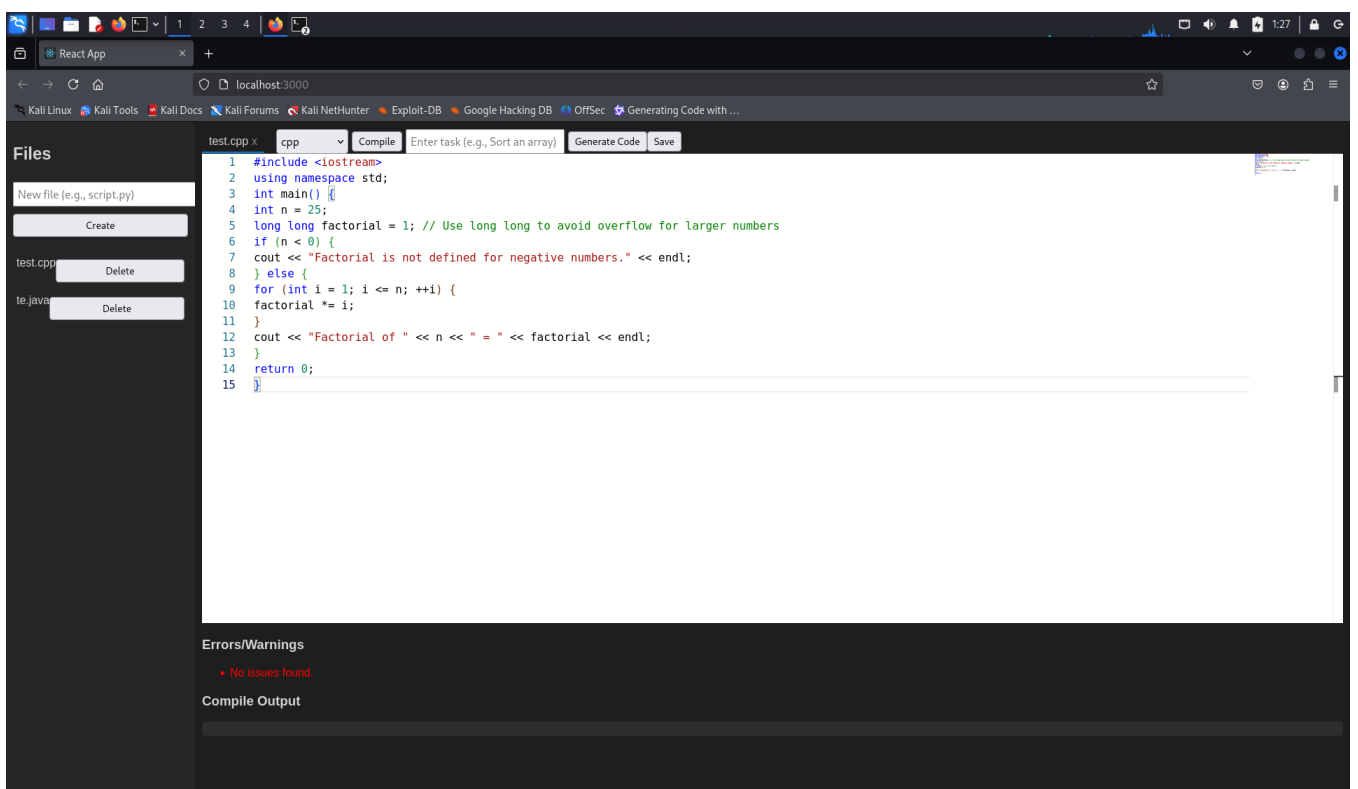 1 2 3 4 2 1:27
React App × +
localhost:3000
Kali Linux Kali Tools Kali Docs Kali Forums Kali NetHunter Exploit-DB Google Hacking DB OffSec Generating Code with ...
Files
New file (e.g., script.py)
Create
test.cpp Delete
te.java Delete
test.cpp x cpp Compile Enter task (e.g., Sort an array) Generate Code Save
1 #include <iostream>
2 using namespace std;
3 int main() {
4 int n = 25;
5 long long factorial = 1; // Use long long to avoid overflow for larger numbers
6 if (n < 0) {
7 cout << "Factorial is not defined for negative numbers." << endl;
8 } else {
9 for (int i = 1; i <= n; ++i) {
10 factorial *= i;
11 }
12 cout << "Factorial of " << n << " = " << factorial << endl;
13 }
14 return 0;
15 }
Errors/Warnings
• No issues found.
Compile Output